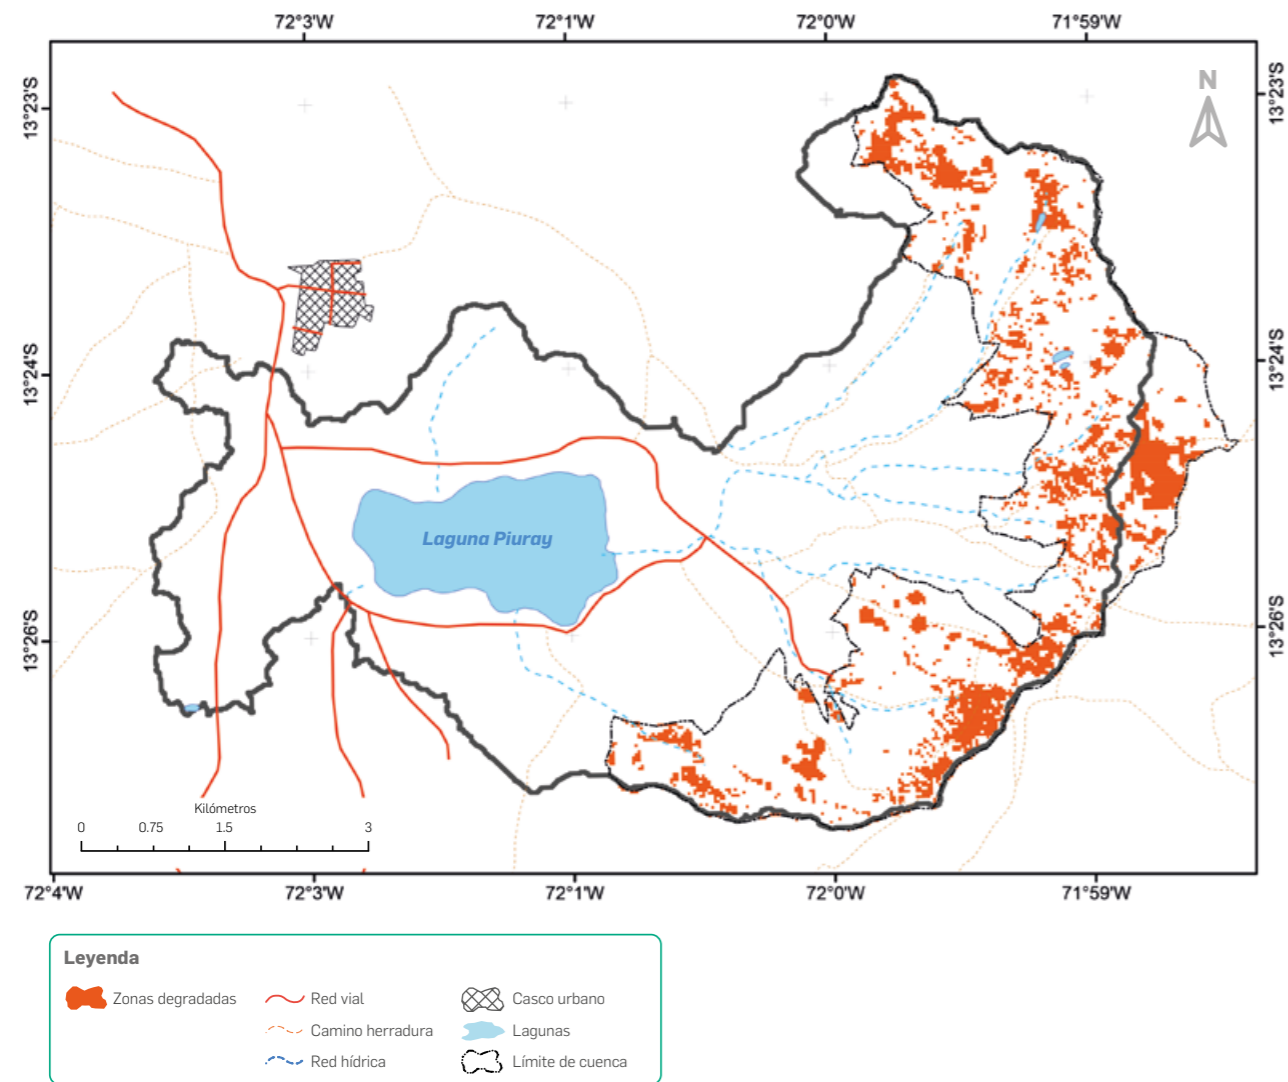 72°3'W 72°1'W 72°0'W 71°59'W
13°23'S 13°23'S
N
13°24'S 13°24'S
Laguna Piuray
13°26'S 13°26'S
Kilómetros
0 0.75 1.5 3
72°4'W 72°3'W 72°1'W 72°0'W 71°59'W
Leyenda
Zonas degradadas Red vial Casco urbano
Camino herradura Lagunas
Red hídrica Límite de cuenca